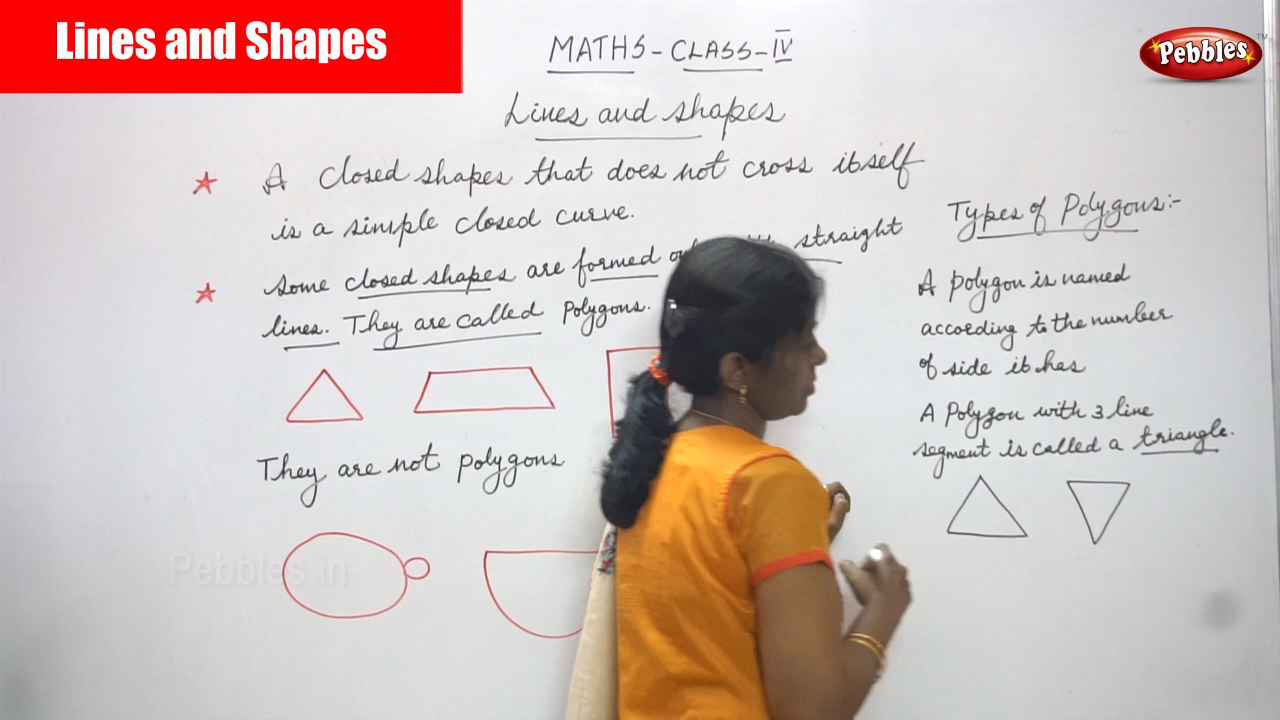 Lines and Shapes
Pebbles™
MATHS - CLASS - IV
Lines and shapes
A closed shapes that does not cross itself
is a simple closed curve.
Some closed shapes are formed straight
lines. They are called polygons.
They are not polygons
Pebbles.in
Types of Polygons:-
A polygon is named
according to the number
of side it has
A Polygon with 3 line
segment is called a triangle.